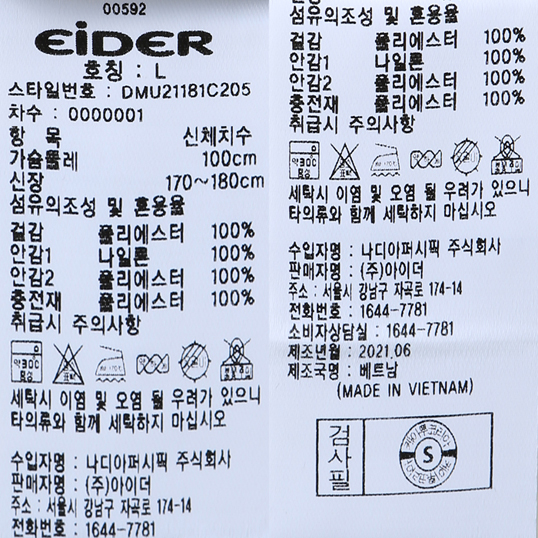 00592
EIDER
호칭 : L
스타일번호 : DMU21181C205
차수 : 0000001
항 목 신체치수
가슴둘레 100cm
신장 170~180cm
섬유의조성 및 혼용율
겉감 폴리에스터 100%
안감1 나일론 100%
안감2 폴리에스터 100%
충전재 폴리에스터 100%
취급시 주의사항
세탁시 이염 및 오염 될 우려가 있으니
타의류와 함께 세탁하지 마십시오
수입자명 : 나디아퍼시픽 주식회사
판매자명 : (주)아이더
주소 : 서울시 강남구 자곡로 174-14
전화번호 : 1644-7781
섬유의조성 및 혼용율
겉감 폴리에스터 100%
안감1 나일론 100%
안감2 폴리에스터 100%
충전재 폴리에스터 100%
취급시 주의사항
세탁시 이염 및 오염 될 우려가 있으니
타의류와 함께 세탁하지 마십시오
수입자명 : 나디아퍼시픽 주식회사
판매자명 : (주)아이더
주소 : 서울시 강남구 자곡로 174-14
전화번호 : 1644-7781
소비자상담실 : 1644-7781
제조년월 : 2021.06
제조국명 : 베트남
(MADE IN VIETNAM)
검사필
S